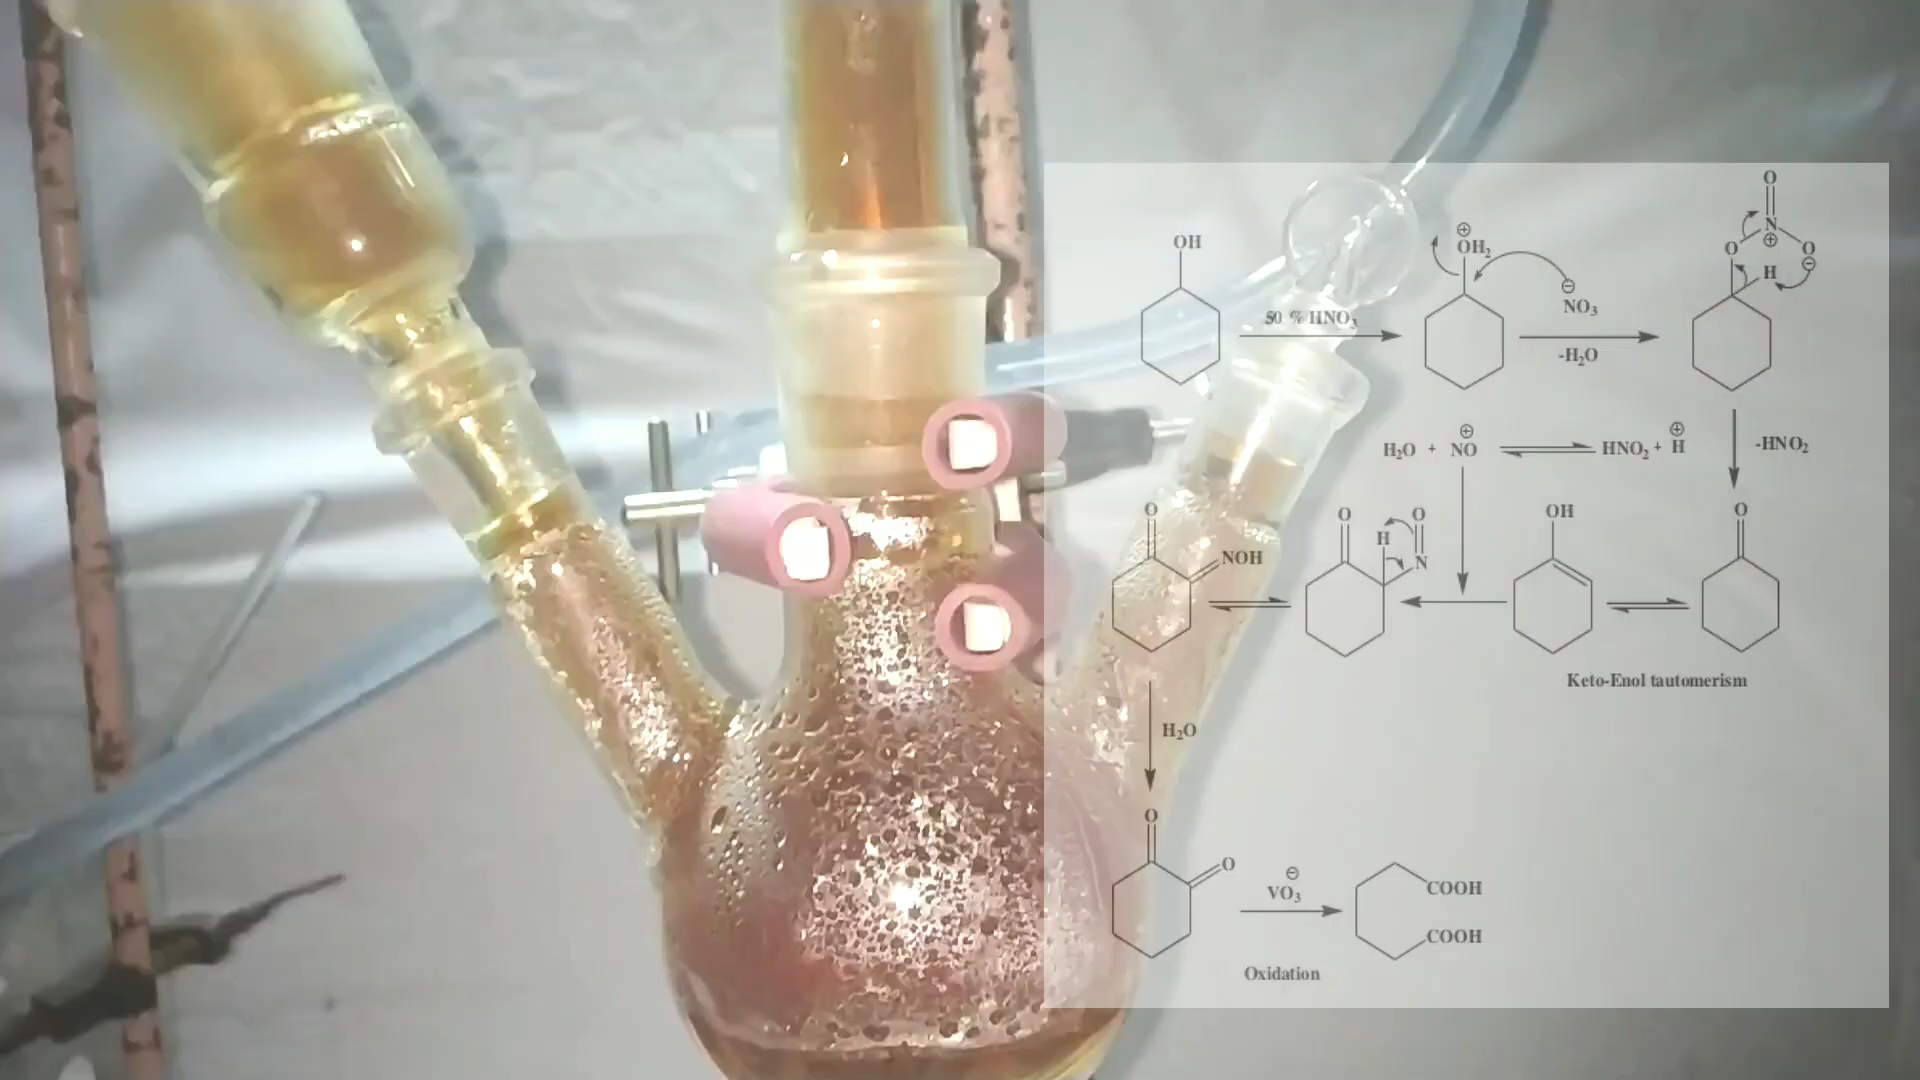 O
N
⊕
OH
⊕
OH₂
O
O
⊖
H
⊖
NO₃
50 % HNO₃
-H₂O
H₂O + NO ⊕
HNO₂ + H ⊕
-HNO₂
O
NOH
O
H
O
N
OH
O
Keto-Enol tautomerism
H₂O
O
O
⊖
VO₃
COOH
COOH
Oxidation